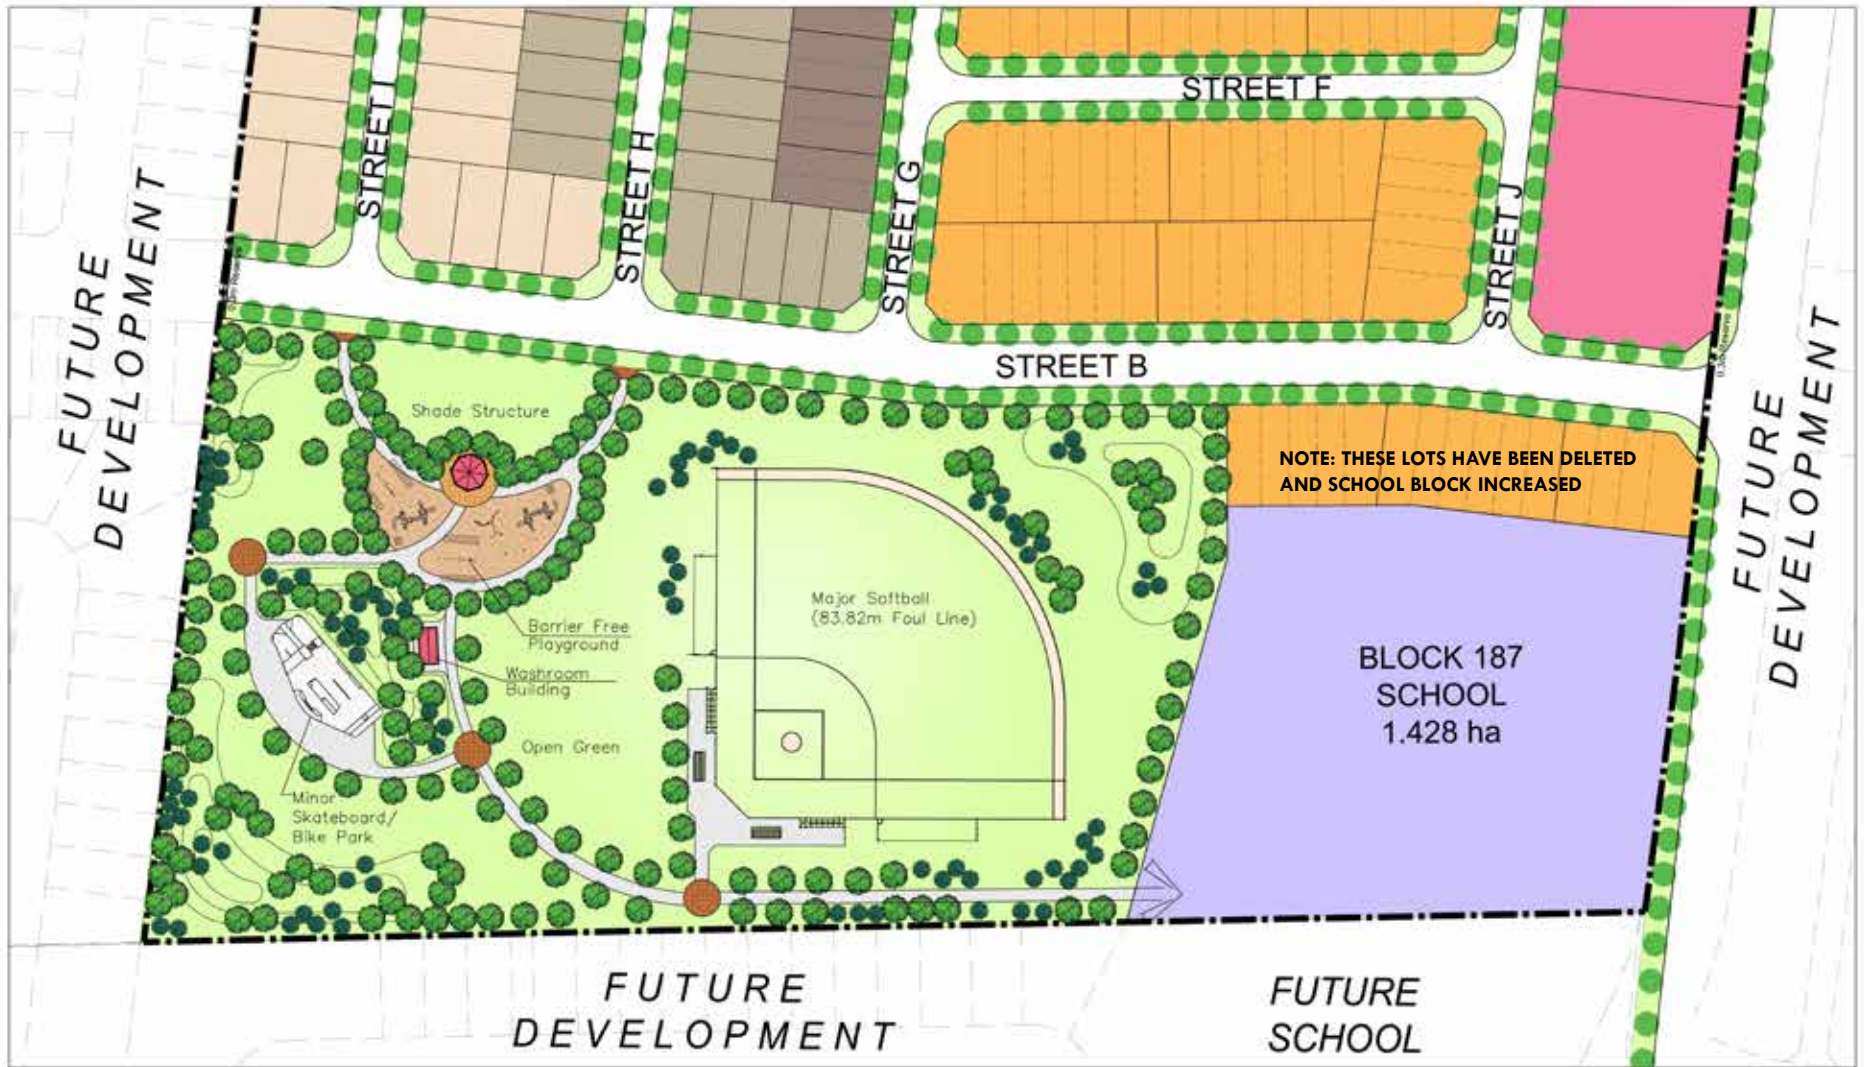 STREET I
STREET H
STREET G
STREET F
STREET J
STREET B
FUTURE
DEVELOPMENT
Shade Structure
NOTE: THESE LOTS HAVE BEEN DELETED
AND SCHOOL BLOCK INCREASED
FUTURE
DEVELOPMENT
Major Softball
(83.82m Foul Line)
Barrier Free
Playground
Washroom
Building
BLOCK 187
SCHOOL
1.428 ha
Open Green
Minor
Skateboard/
Bike Park
FUTURE
DEVELOPMENT
FUTURE
SCHOOL